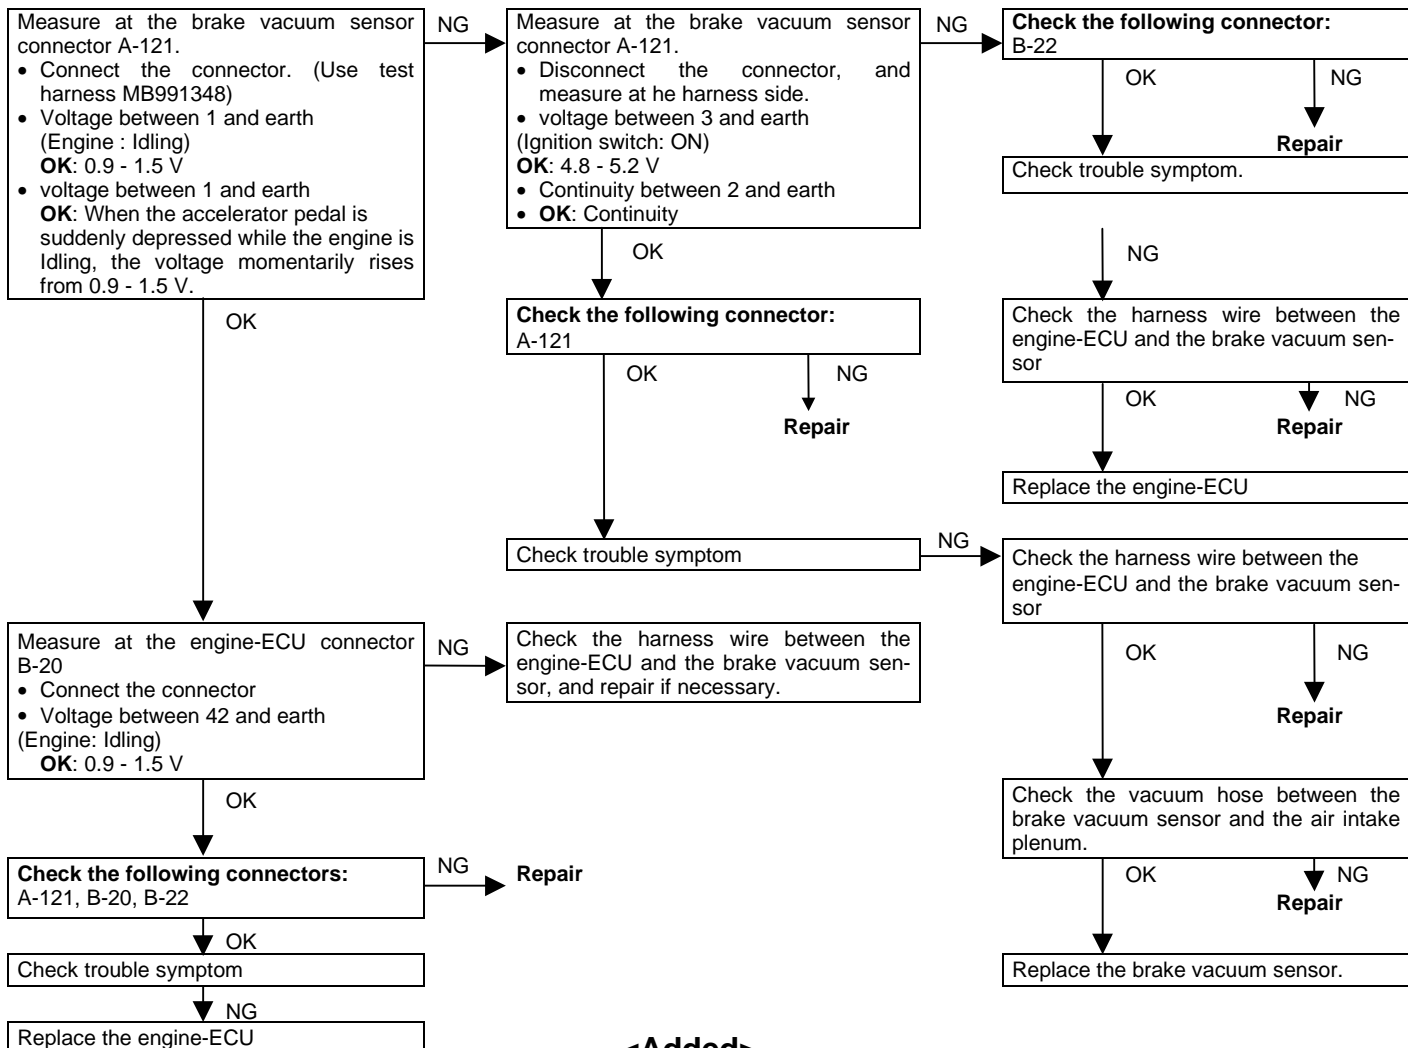 Measure at the brake vacuum sensor
connector A-121.
• Connect the connector. (Use test
harness MB991348)
• Voltage between 1 and earth
(Engine : Idling)
OK: 0.9 - 1.5 V
• voltage between 1 and earth
OK: When the accelerator pedal is
suddenly depressed while the engine is
Idling, the voltage momentarily rises
from 0.9 - 1.5 V.
NG
OK
Measure at the brake vacuum sensor
connector A-121.
• Disconnect the connector, and
measure at he harness side.
• voltage between 3 and earth
(Ignition switch: ON)
OK: 4.8 - 5.2 V
• Continuity between 2 and earth
• OK: Continuity
NG
OK
Check the following connector:
B-22
OK
NG
Repair
Check trouble symptom.
NG
Check the following connector:
A-121
OK
NG
Repair
Check the harness wire between the
engine-ECU and the brake vacuum sen-
sor
OK
NG
Repair
Replace the engine-ECU
Check trouble symptom
NG
Check the harness wire between the
engine-ECU and the brake vacuum sen-
sor
OK
NG
Repair
Measure at the engine-ECU connector
B-20
• Connect the connector
• Voltage between 42 and earth
(Engine: Idling)
OK: 0.9 - 1.5 V
NG
OK
Check the harness wire between the
engine-ECU and the brake vacuum sen-
sor, and repair if necessary.
Check the vacuum hose between the
brake vacuum sensor and the air intake
plenum.
OK
NG
Repair
Check the following connectors:
A-121, B-20, B-22
NG
Repair
OK
Check trouble symptom
NG
Replace the engine-ECU
Replace the brake vacuum sensor.
<Added>